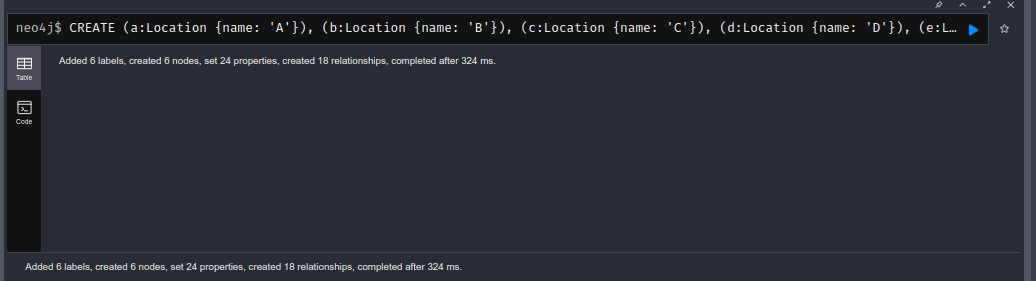 neo4j$ CREATE (a:Location {name: 'A'}), (b:Location {name: 'B'}), (c:Location {name: 'C'}), (d:Location {name: 'D'}), (e:L…
Table
Added 6 labels, created 6 nodes, set 24 properties, created 18 relationships, completed after 324 ms.
Code
Added 6 labels, created 6 nodes, set 24 properties, created 18 relationships, completed after 324 ms.